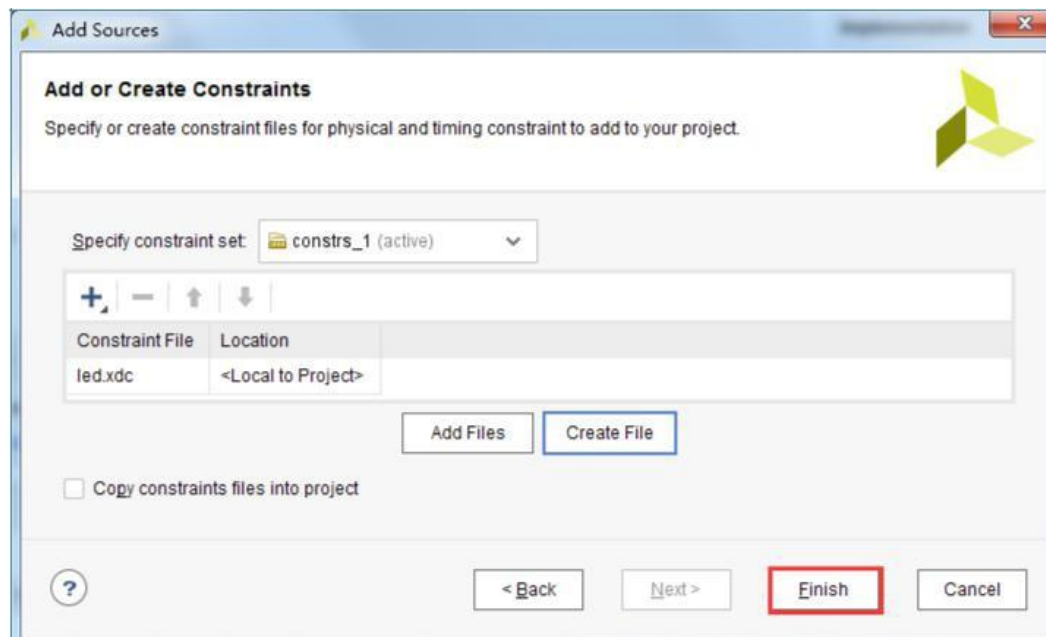 Add Sources
Add or Create Constraints
Specify or create constraint files for physical and timing constraint to add to your project.
Specify constraint set: constrs_1 (active)
Constraint File Location
led.xdc <Local to Project>
Add Files Create File
Copy constraints files into project
? < Back Next > Finish Cancel